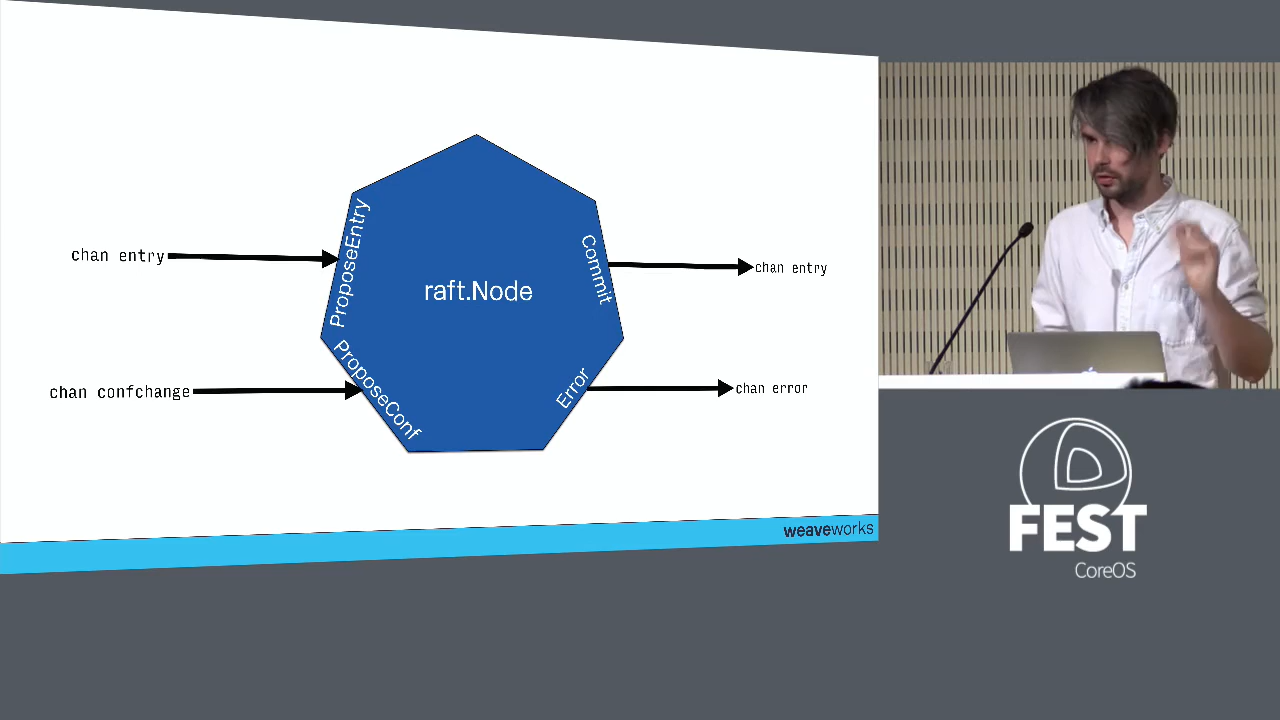 chan entry
ProposeEntry
raft.Node
Commit
chan entry
chan confchange
ProposeConf
Error
chan error
weaveworks
FEST
CoreOS